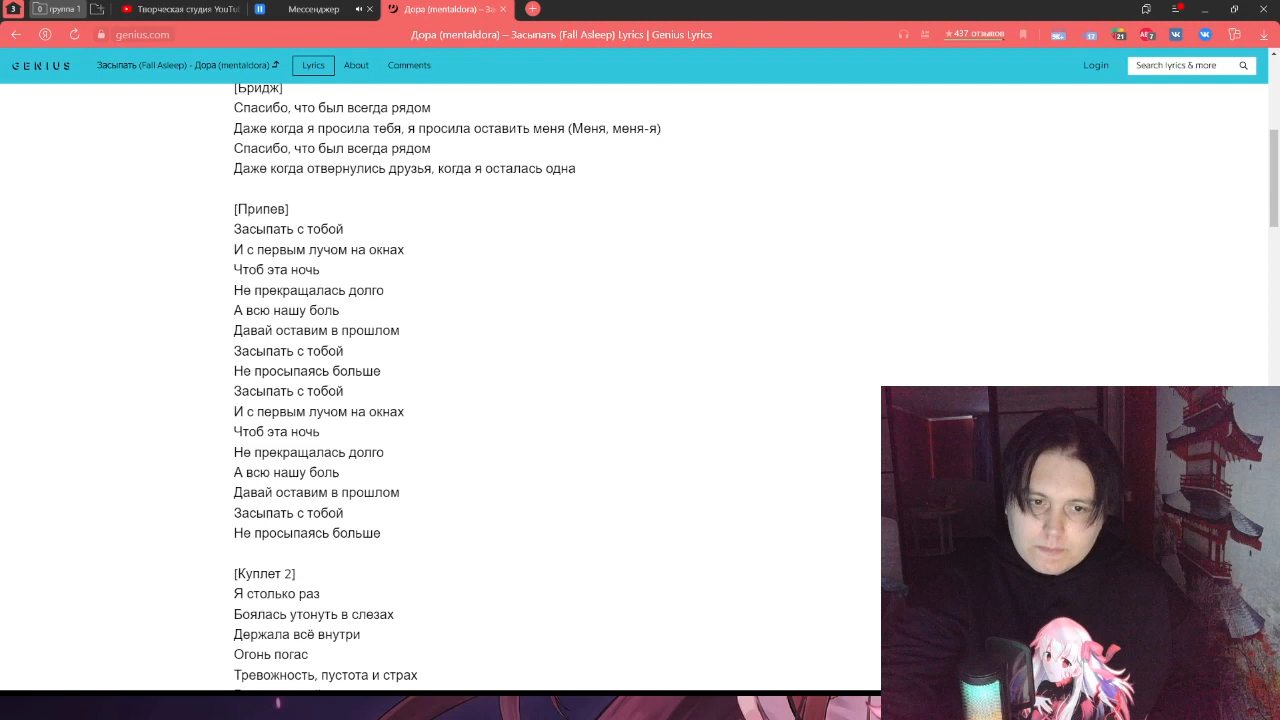 3
группа 1
Творческая студия YouTu
Мессенджер
Дора (mentaldora) – За
genius.com
Дора (mentaldora) – Засыпать (Fall Asleep) Lyrics | Genius Lyrics
437 отзывов
GENIUS
Засыпать (Fall Asleep) - Дора (mentaldora)
Lyrics
About
Comments
Login
Search lyrics & more
[Бридж]
Спасибо, что был всегда рядом
Даже когда я просила тебя, я просила оставить меня (Меня, меня-я)
Спасибо, что был всегда рядом
Даже когда отвернулись друзья, когда я осталась одна
[Припев]
Засыпать с тобой
И с первым лучом на окнах
Чтоб эта ночь
Не прекращалась долго
А всю нашу боль
Давай оставим в прошлом
Засыпать с тобой
Не просыпаясь больше
Засыпать с тобой
И с первым лучом на окнах
Чтоб эта ночь
Не прекращалась долго
А всю нашу боль
Давай оставим в прошлом
Засыпать с тобой
Не просыпаясь больше
[Куплет 2]
Я столько раз
Боялась утонуть в слезах
Держала всё внутри
Огонь погас
Тревожность, пустота и страх